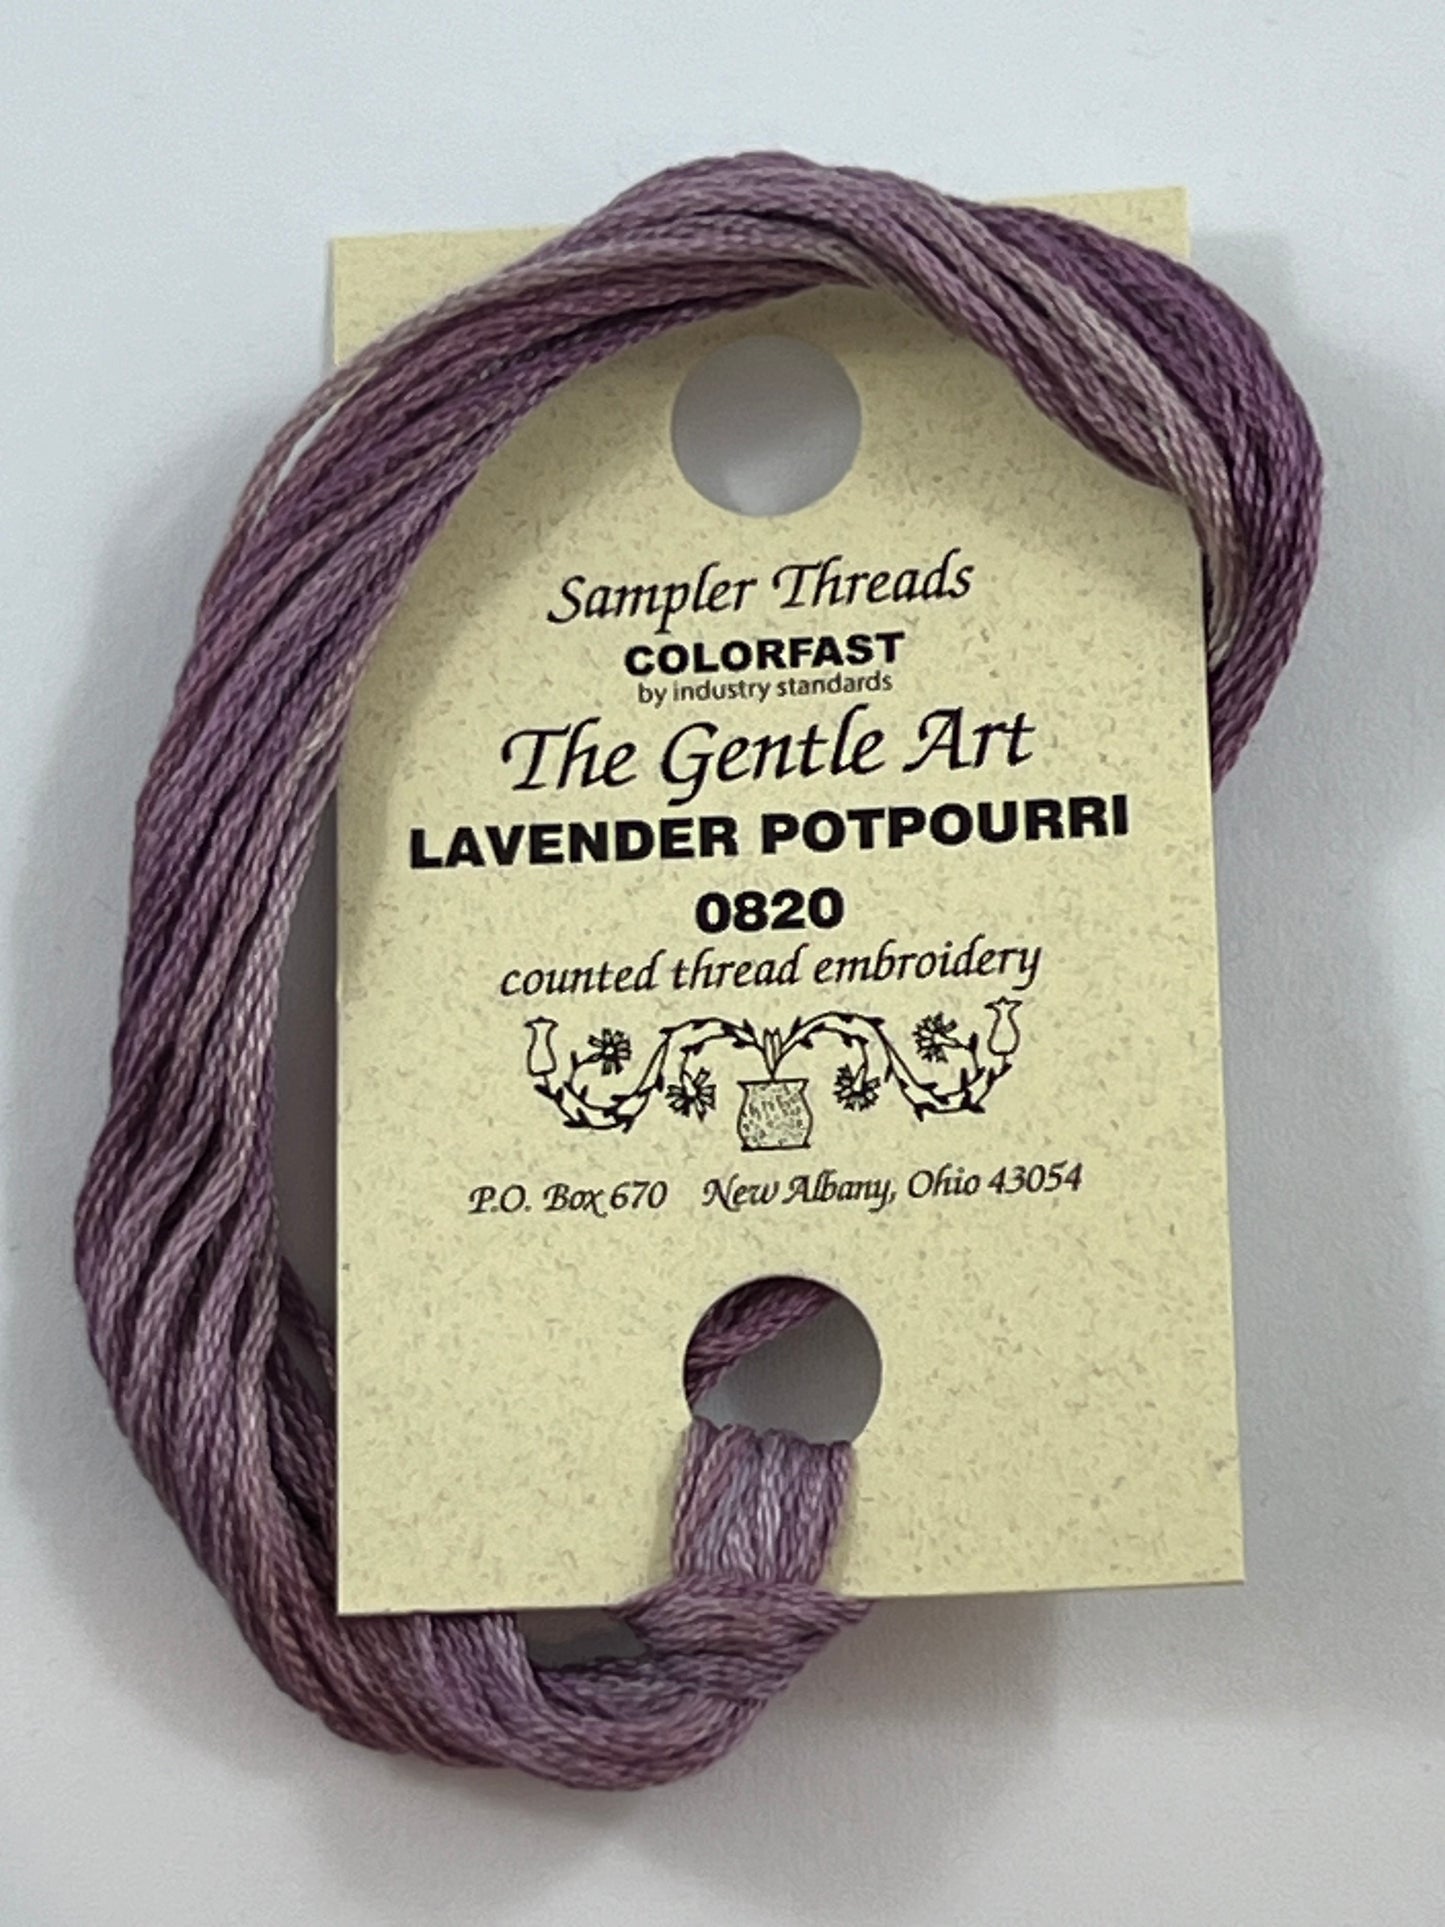 Sampler Threads
COLORFAST
by industry standards
The Gentle Art
LAVENDER POTPOURRI
0820
counted thread embroidery
P.O. Box 670 New Albany, Ohio 43054